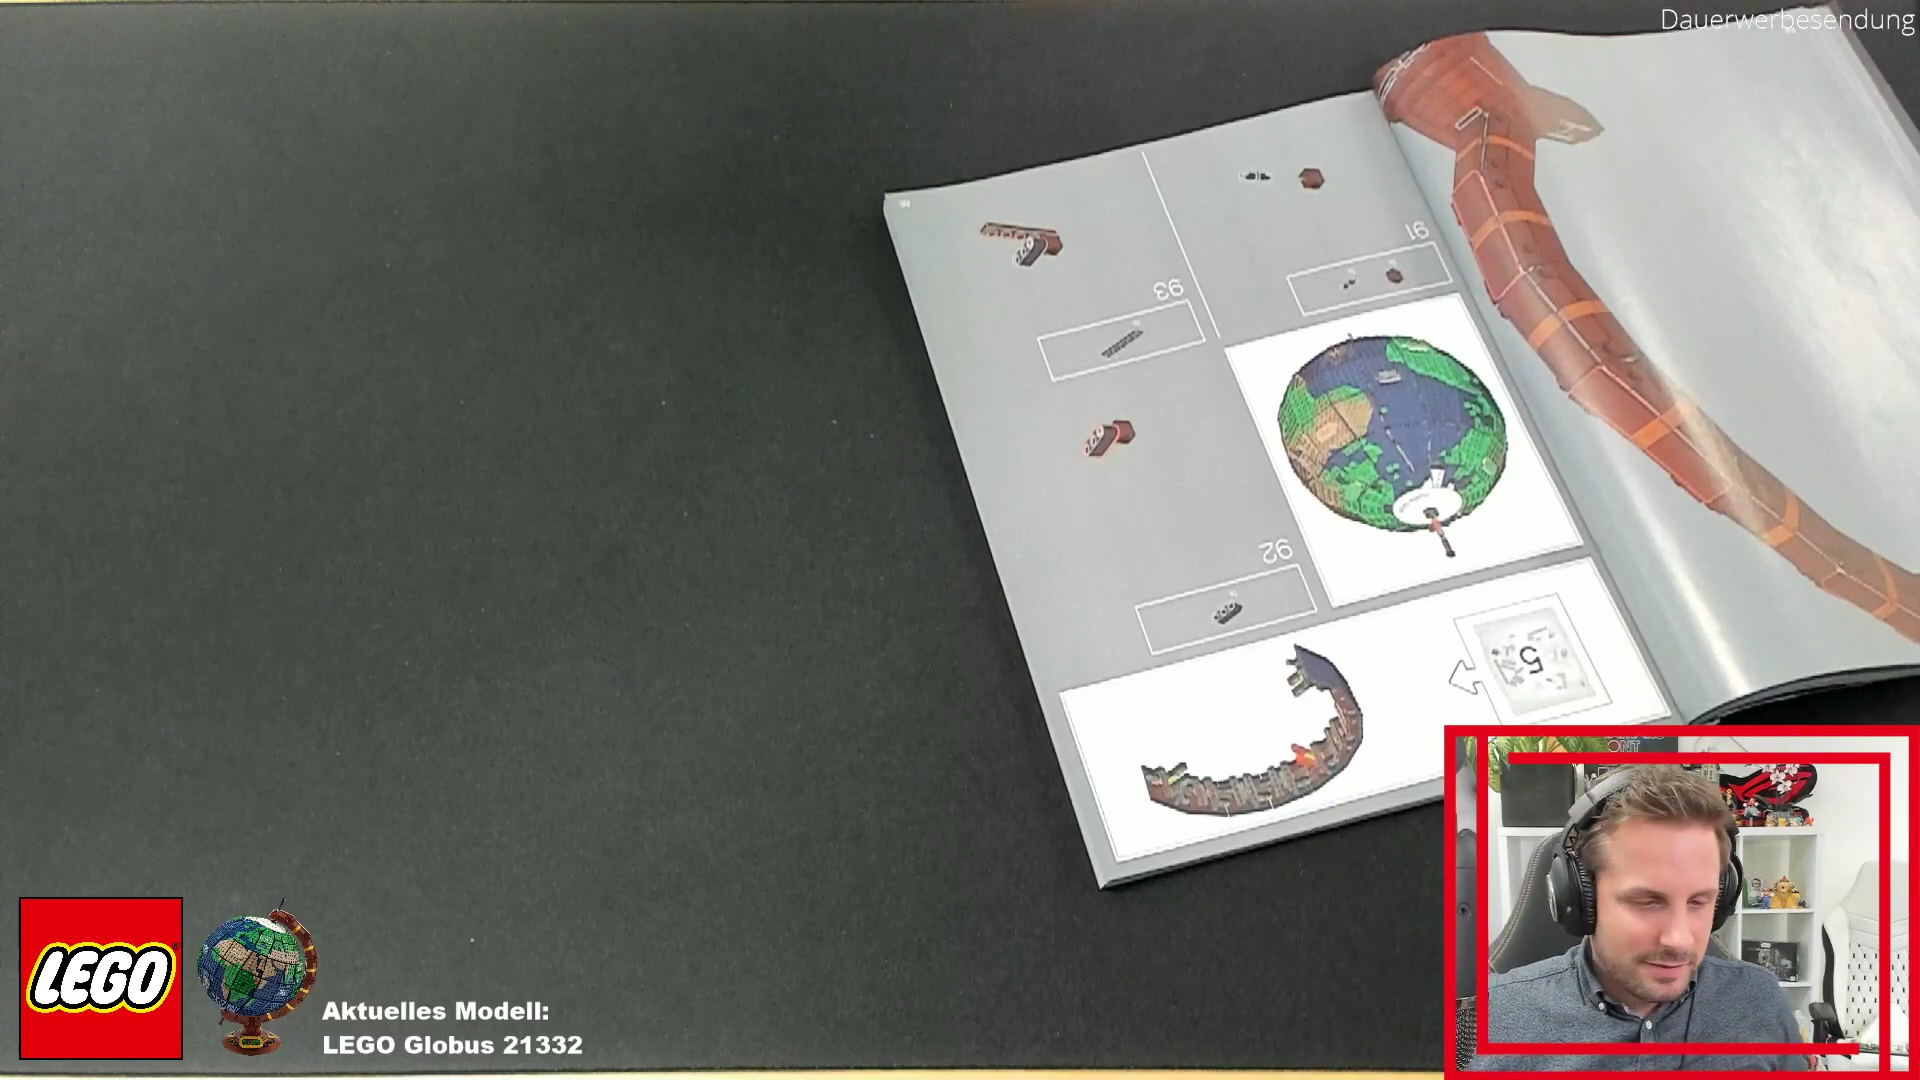 Dauerwerbesendung
91
93
92
5
LEGO
Aktuelles Modell:
LEGO Globus 21332